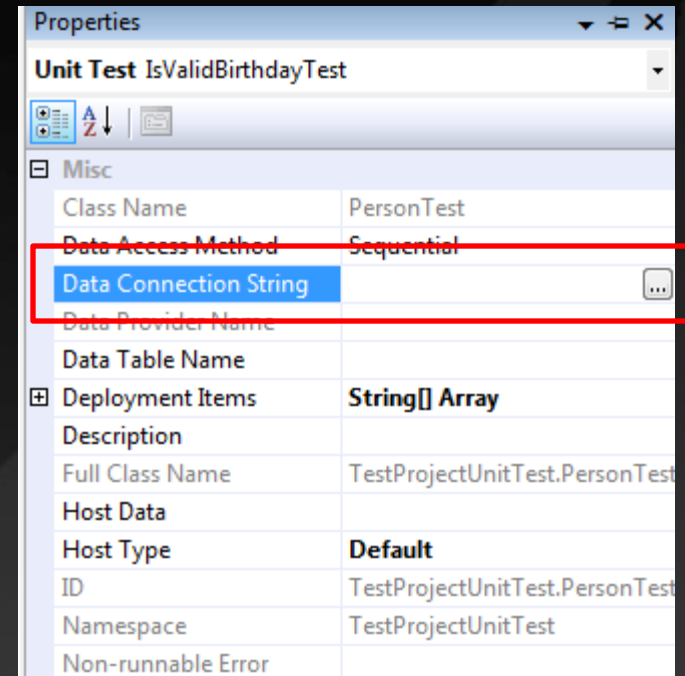 Properties
Unit Test IsValidBirthdayTest
Misc
Class Name PersonTest
Data Access Method Sequential
Data Connection String ...
Data Provider Name
Data Table Name
Deployment Items String[] Array
Description
Full Class Name TestProjectUnitTest.PersonTest
Host Data
Host Type Default
ID TestProjectUnitTest.PersonTest
Namespace TestProjectUnitTest
Non-runnable Error